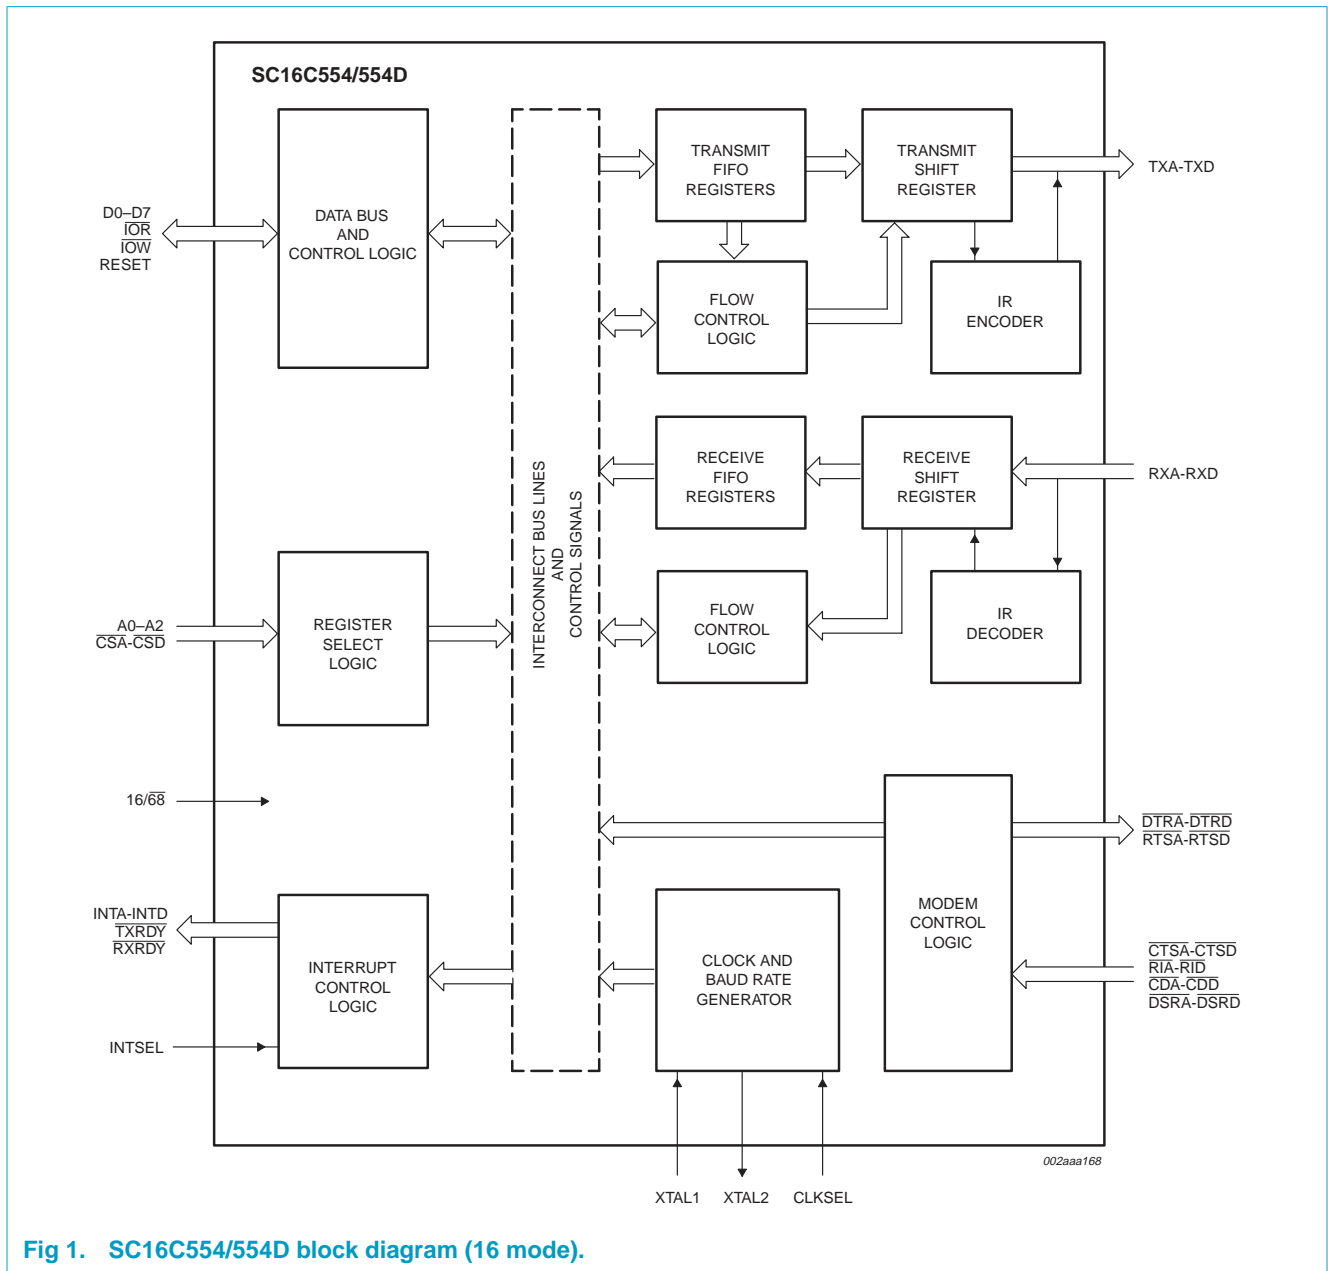 SC16C554/554D
D0–D7
IOR
IOW
RESET
DATA BUS
AND
CONTROL LOGIC
A0–A2
CSA-CSD
REGISTER
SELECT
LOGIC
16/68
INTA-INTD
TXRDY
RXRDY
INTSEL
INTERRUPT
CONTROL
LOGIC
INTERCONNECT BUS LINES
AND
CONTROL SIGNALS
TRANSMIT
FIFO
REGISTERS
TRANSMIT
SHIFT
REGISTER
TXA-TXD
FLOW
CONTROL
LOGIC
IR
ENCODER
RECEIVE
FIFO
REGISTERS
RECEIVE
SHIFT
REGISTER
RXA-RXD
FLOW
CONTROL
LOGIC
IR
DECODER
MODEM
CONTROL
LOGIC
DTRA-DTRD
RTSA-RTSD
CTSA-CTSD
RIA-RID
CDA-CDD
DSRA-DSRD
CLOCK AND
BAUD RATE
GENERATOR
XTAL1
XTAL2
CLKSEL
002aaa168
Fig 1. SC16C554/554D block diagram (16 mode).